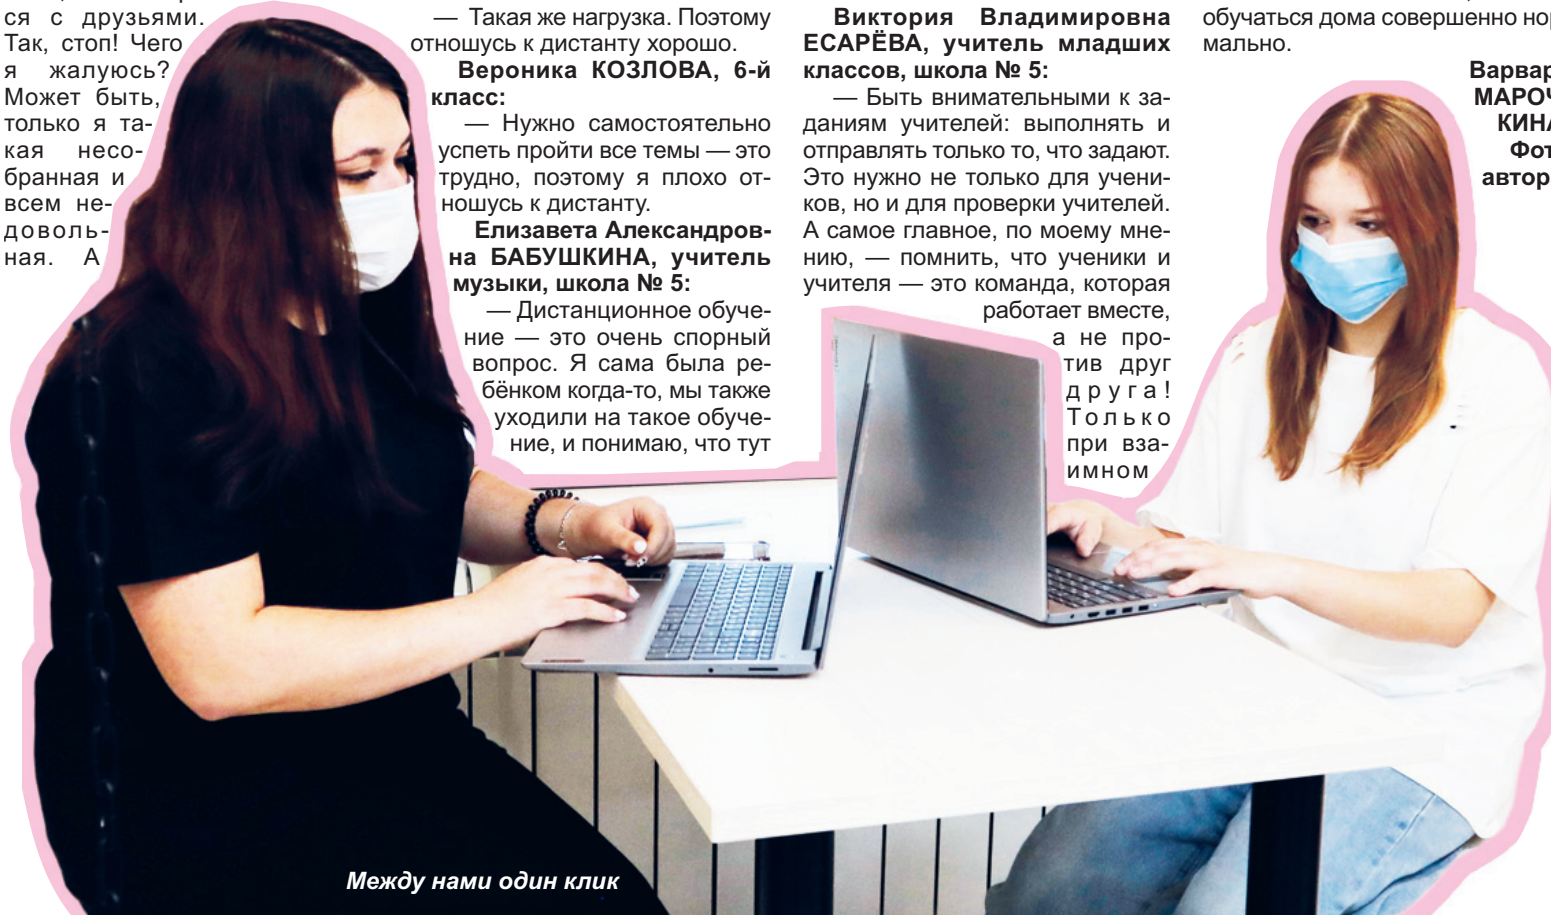 ся с друзьями.
Так, стоп! Чего
я жалуюсь?
Может быть,
только я та-
кая несо-
бранная и
всем не-
доволь-
ная. А
— Такая же нагрузка. Поэтому
отношусь к дистанту хорошо.
Вероника КОЗЛОВА, 6-й
класс:
— Нужно самостоятельно
успеть пройти все темы — это
трудно, поэтому я плохо от-
ношусь к дистанту.
Елизавета Александров-
на БАБУШКИНА, учитель
музыки, школа № 5:
— Дистанционное обуче-
ние — это очень спорный
вопрос. Я сама была ре-
бёнком когда-то, мы также
уходили на такое обуче-
ние, и понимаю, что тут
Виктория Владимировна
ЕСАРЁВА, учитель младших
классов, школа № 5:
— Быть внимательными к за-
даниям учителей: выполнять и
отправлять только то, что задают.
Это нужно не только для учени-
ков, но и для проверки учителей.
А самое главное, по моему мне-
нию, — помнить, что ученики и
учителя — это команда, которая
работает вместе,
а не про-
тив друг
друга!
Только
при вза-
имном
обучаться дома совершенно нор
мально.
Варвар
МАРОЧ
КИНА
Фот
автор
Между нами один клик